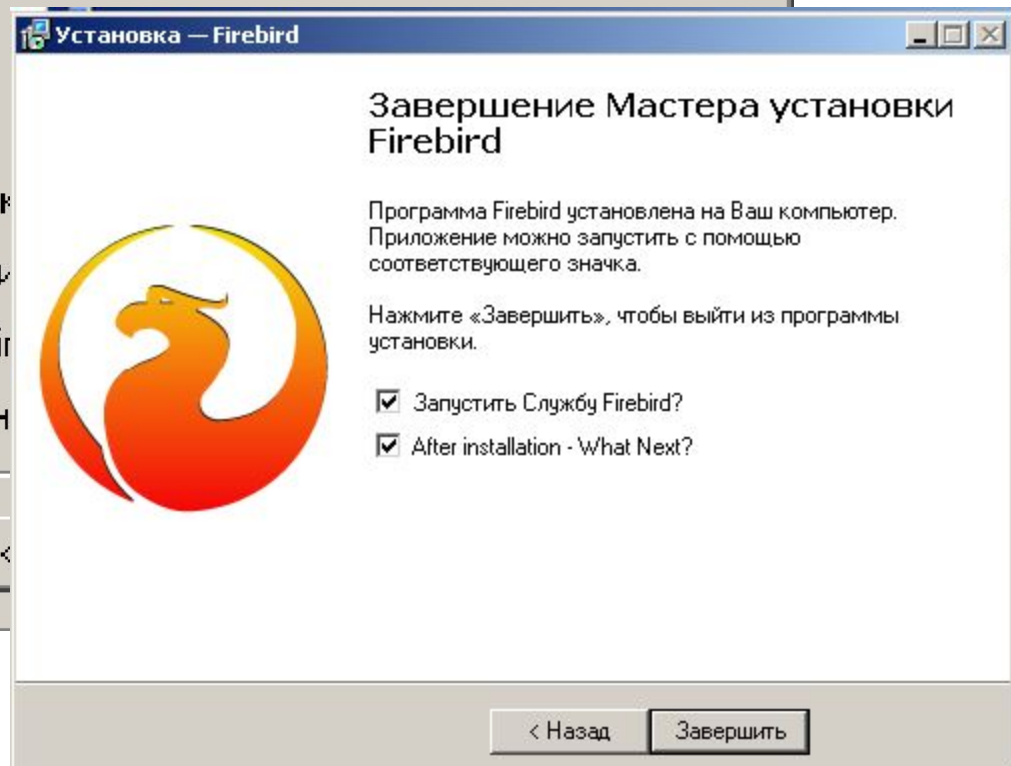 Установка — Firebird
Завершение Мастера установки
Firebird
Программа Firebird установлена на Ваш компьютер.
Приложение можно запустить с помощью
соответствующего значка.
Нажмите «Завершить», чтобы выйти из программы
установки.
Запустить Службу Firebird?
After installation - What Next?
< Назад
Завершить